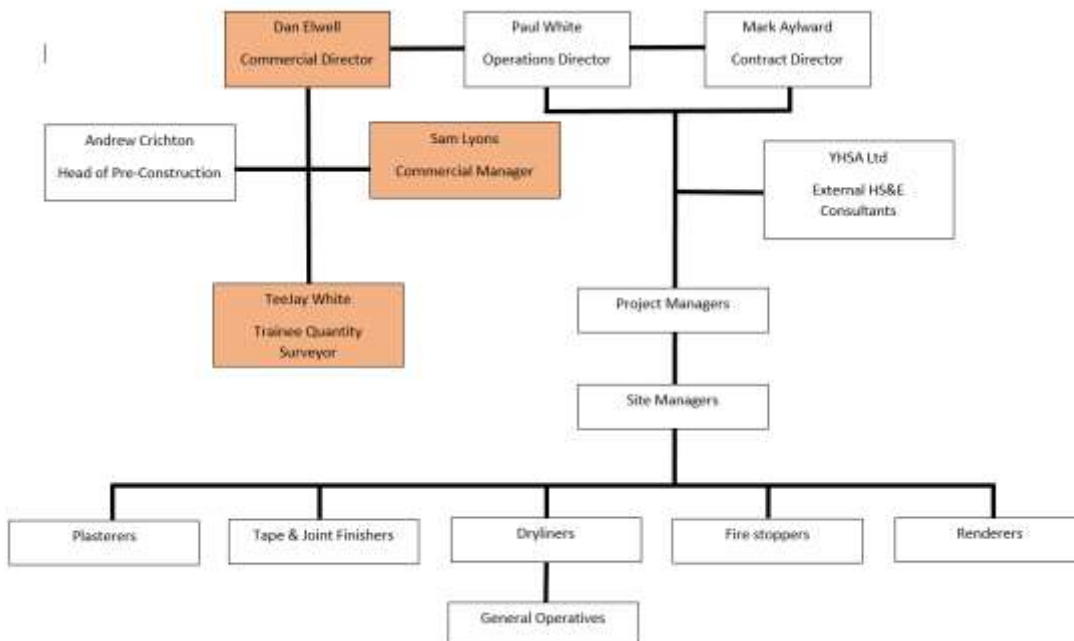 Dan Elwell
Commercial Director
Paul White
Operations Director
Mark Aylward
Contract Director
Andrew Crichton
Head of Pre-Construction
Sam Lyons
Commercial Manager
YHSA Ltd
External HS&E
Consultants
TeeJay White
Trainee Quantity
Surveyor
Project Managers
Site Managers
Plasterers
Tape & Joint Finishers
Dryliners
Fire stoppers
Renderers
General Operatives